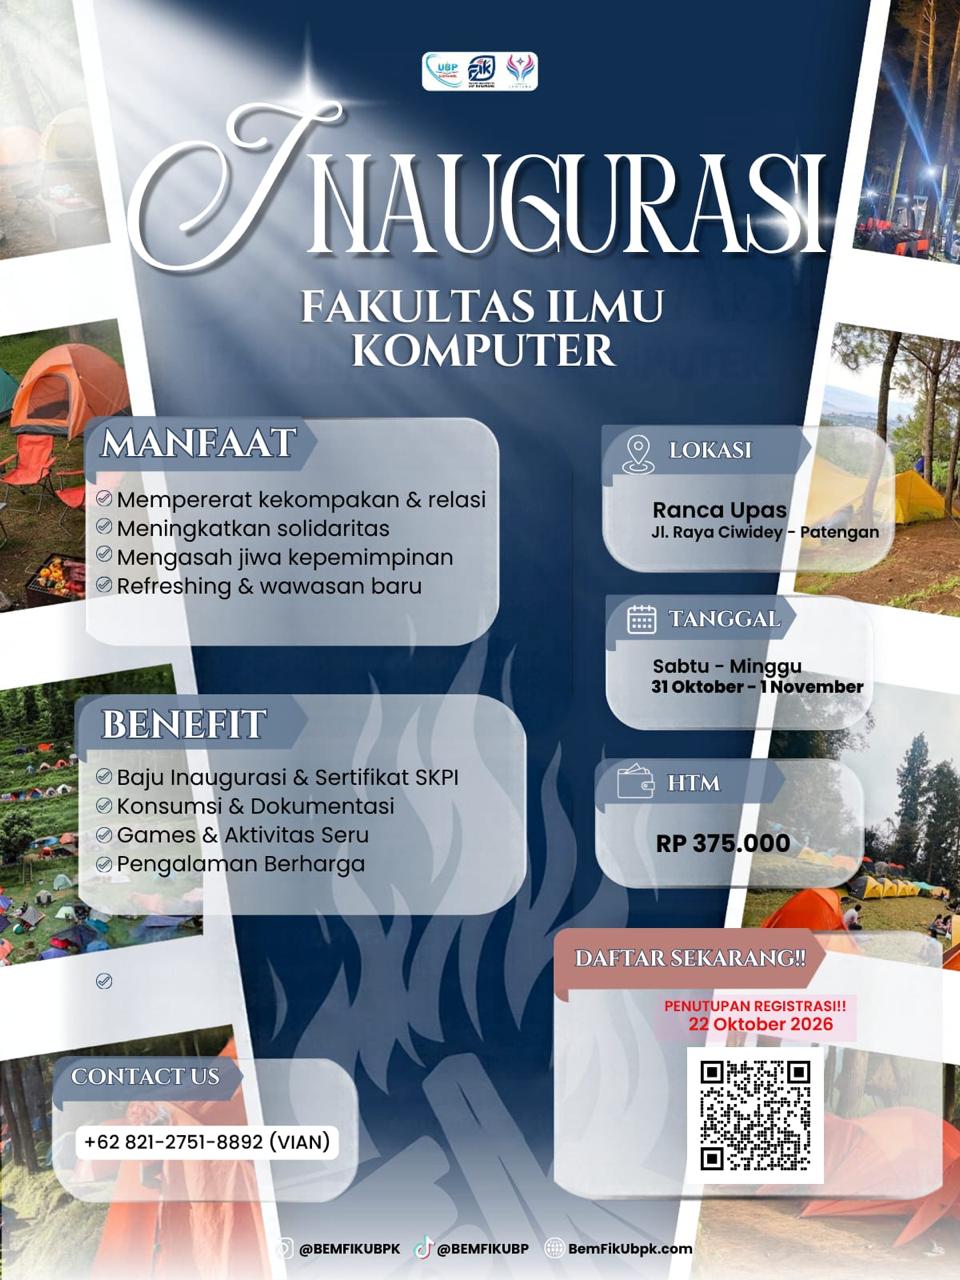 UBP
FIK
INAUGURASI
FAKULTAS ILMU
KOMPUTER
MANFAAT
Mempererat kekompakan & relasi
Meningkatkan solidaritas
Mengasah jiwa kepemimpinan
Refreshing & wawasan baru
BENEFIT
Baju Inaugurasi & Sertifikat SKPI
Konsumsi & Dokumentasi
Games & Aktivitas Seru
Pengalaman Berharga
CONTACT US
+62 821-2751-8892 (VIAN)
LOKASI
Ranca Upas
Jl. Raya Ciwidey - Patengan
TANGGAL
Sabtu - Minggu
31 Oktober - 1 November
HTM
RP 375.000
DAFTAR SEKARANG!!
PENUTUPAN REGISTRASI!!
22 Oktober 2026
@BEMFIKUBPK @BEMFIKUBP BemFikUbpk.com